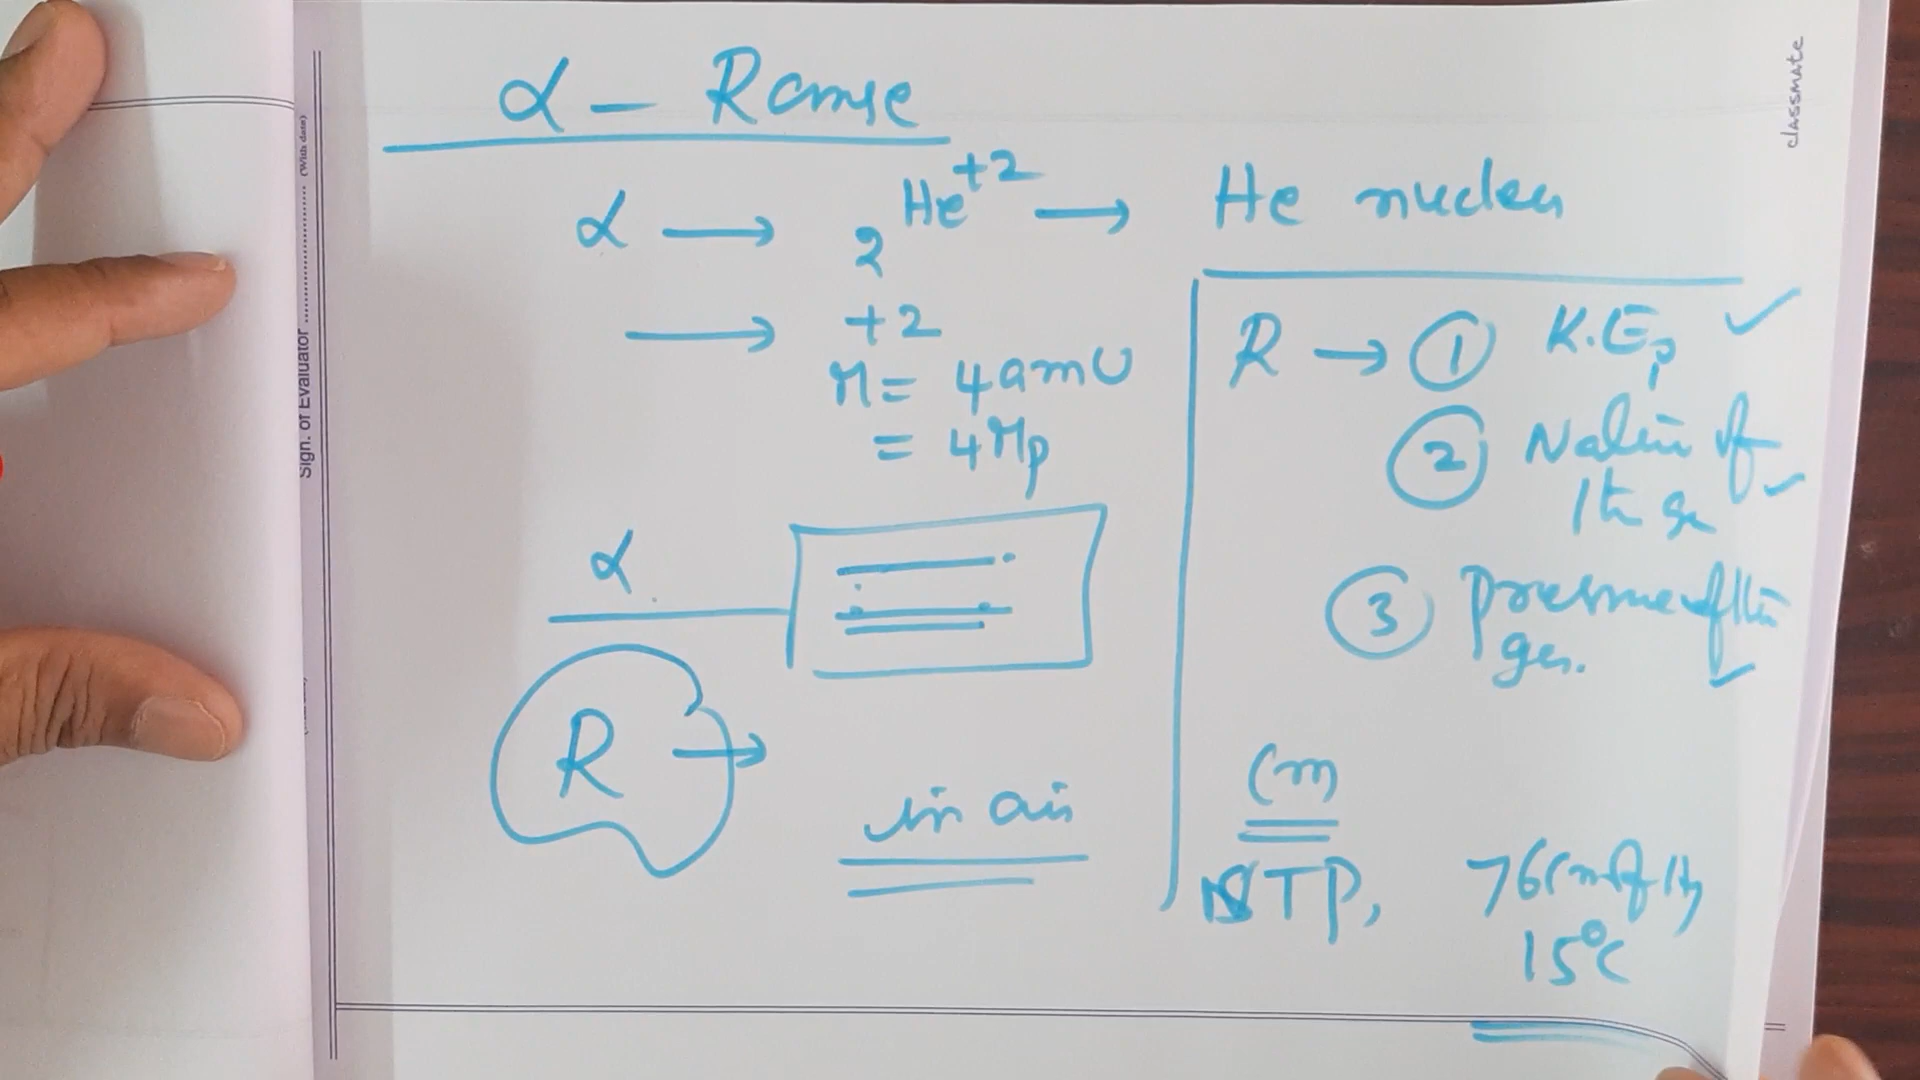 α – Range
α → ₂He⁺² → He nucleus
→ +2
M = 4amU
= 4Mp
R → ① K.E,
② Nature of
the gas
③ Pressure of the
gas.
α
R →
in air
cm
NTP, 76cm of Hg
15°C
classmate
Sign. of Evaluator .......................... (With date)